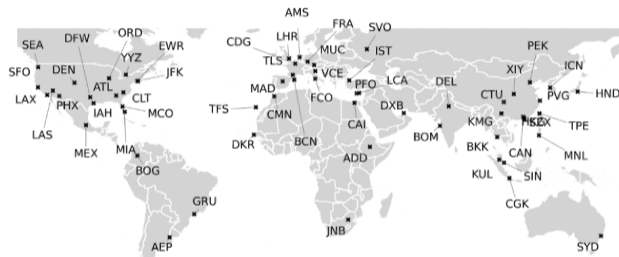 AMS
DFW ORD FRA SVO
SEA YYZ EWR CDG LHR MUC IST PEK
SFO DEN ATL JFK TLS VCE PFO LCA DEL XIY ICN
LAX PHX CLT MAD FCO DXB CTU PVG HND
LAS IAH MCO TFS CMN CAI KMG TPE
MEX MIA DKR BCN BOM BKK CAN MNL
BOG ADD KUL SIN
GRU CGK
AEP JNB SYD